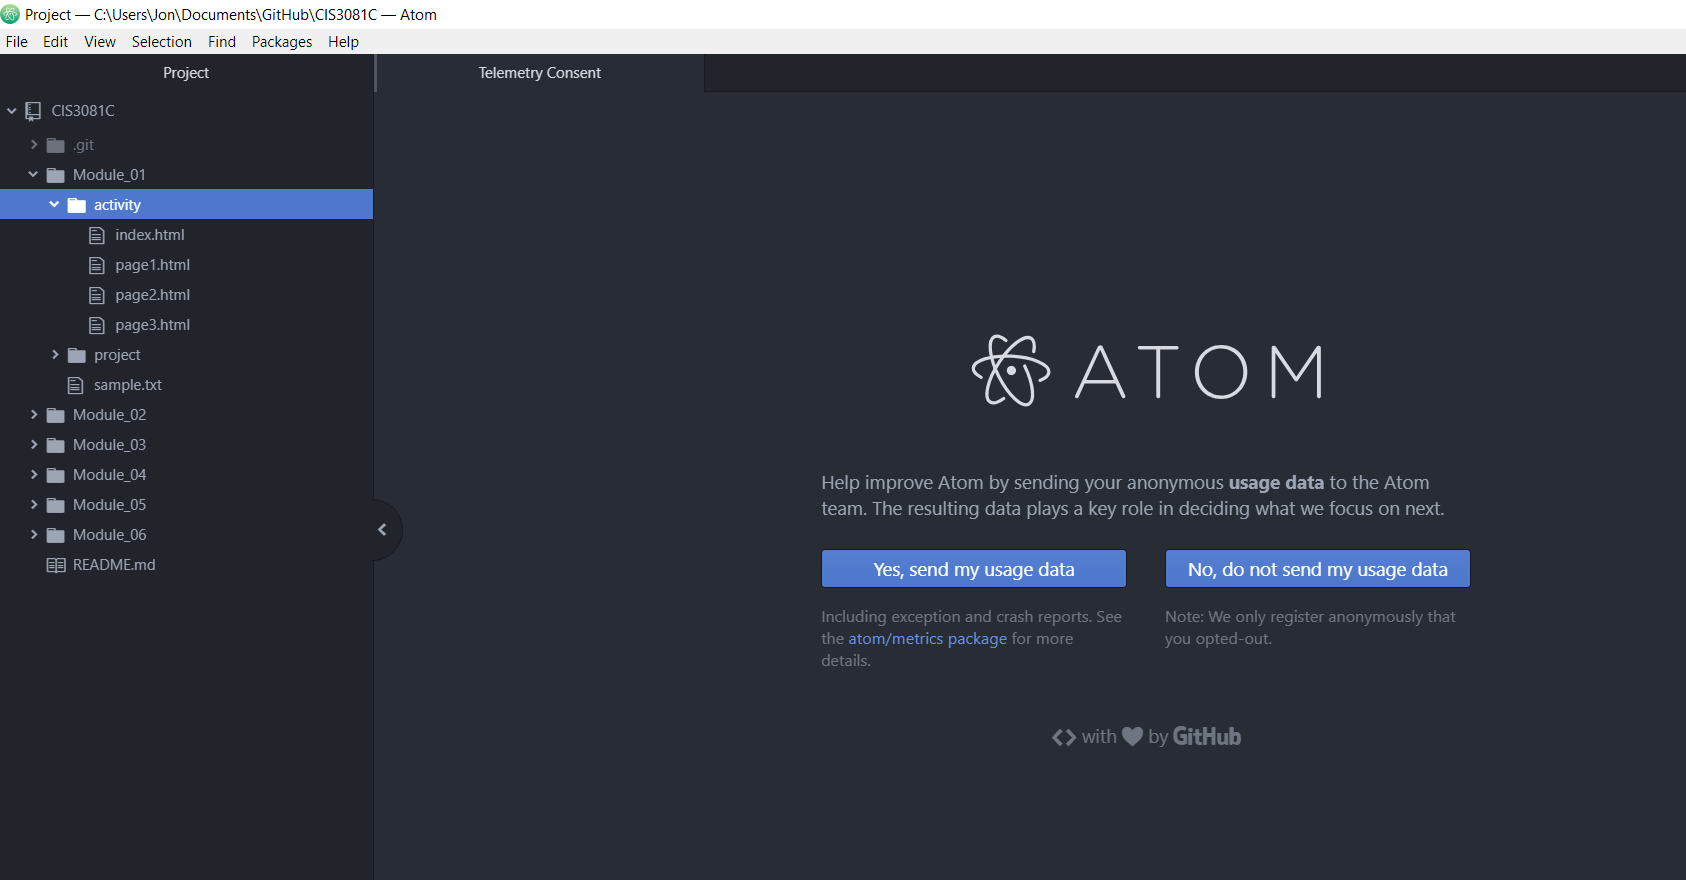 Project — C:\Users\Jon\Documents\GitHub\CIS3081C — Atom
File Edit View Selection Find Packages Help
Project
Telemetry Consent
CIS3081C
.git
Module_01
activity
index.html
page1.html
page2.html
page3.html
project
sample.txt
Module_02
Module_03
Module_04
Module_05
Module_06
README.md
ATOM
Help improve Atom by sending your anonymous usage data to the Atom
team. The resulting data plays a key role in deciding what we focus on next.
Yes, send my usage data
Including exception and crash reports. See
the atom/metrics package for more
details.
No, do not send my usage data
Note: We only register anonymously that
you opted-out.
with by GitHub